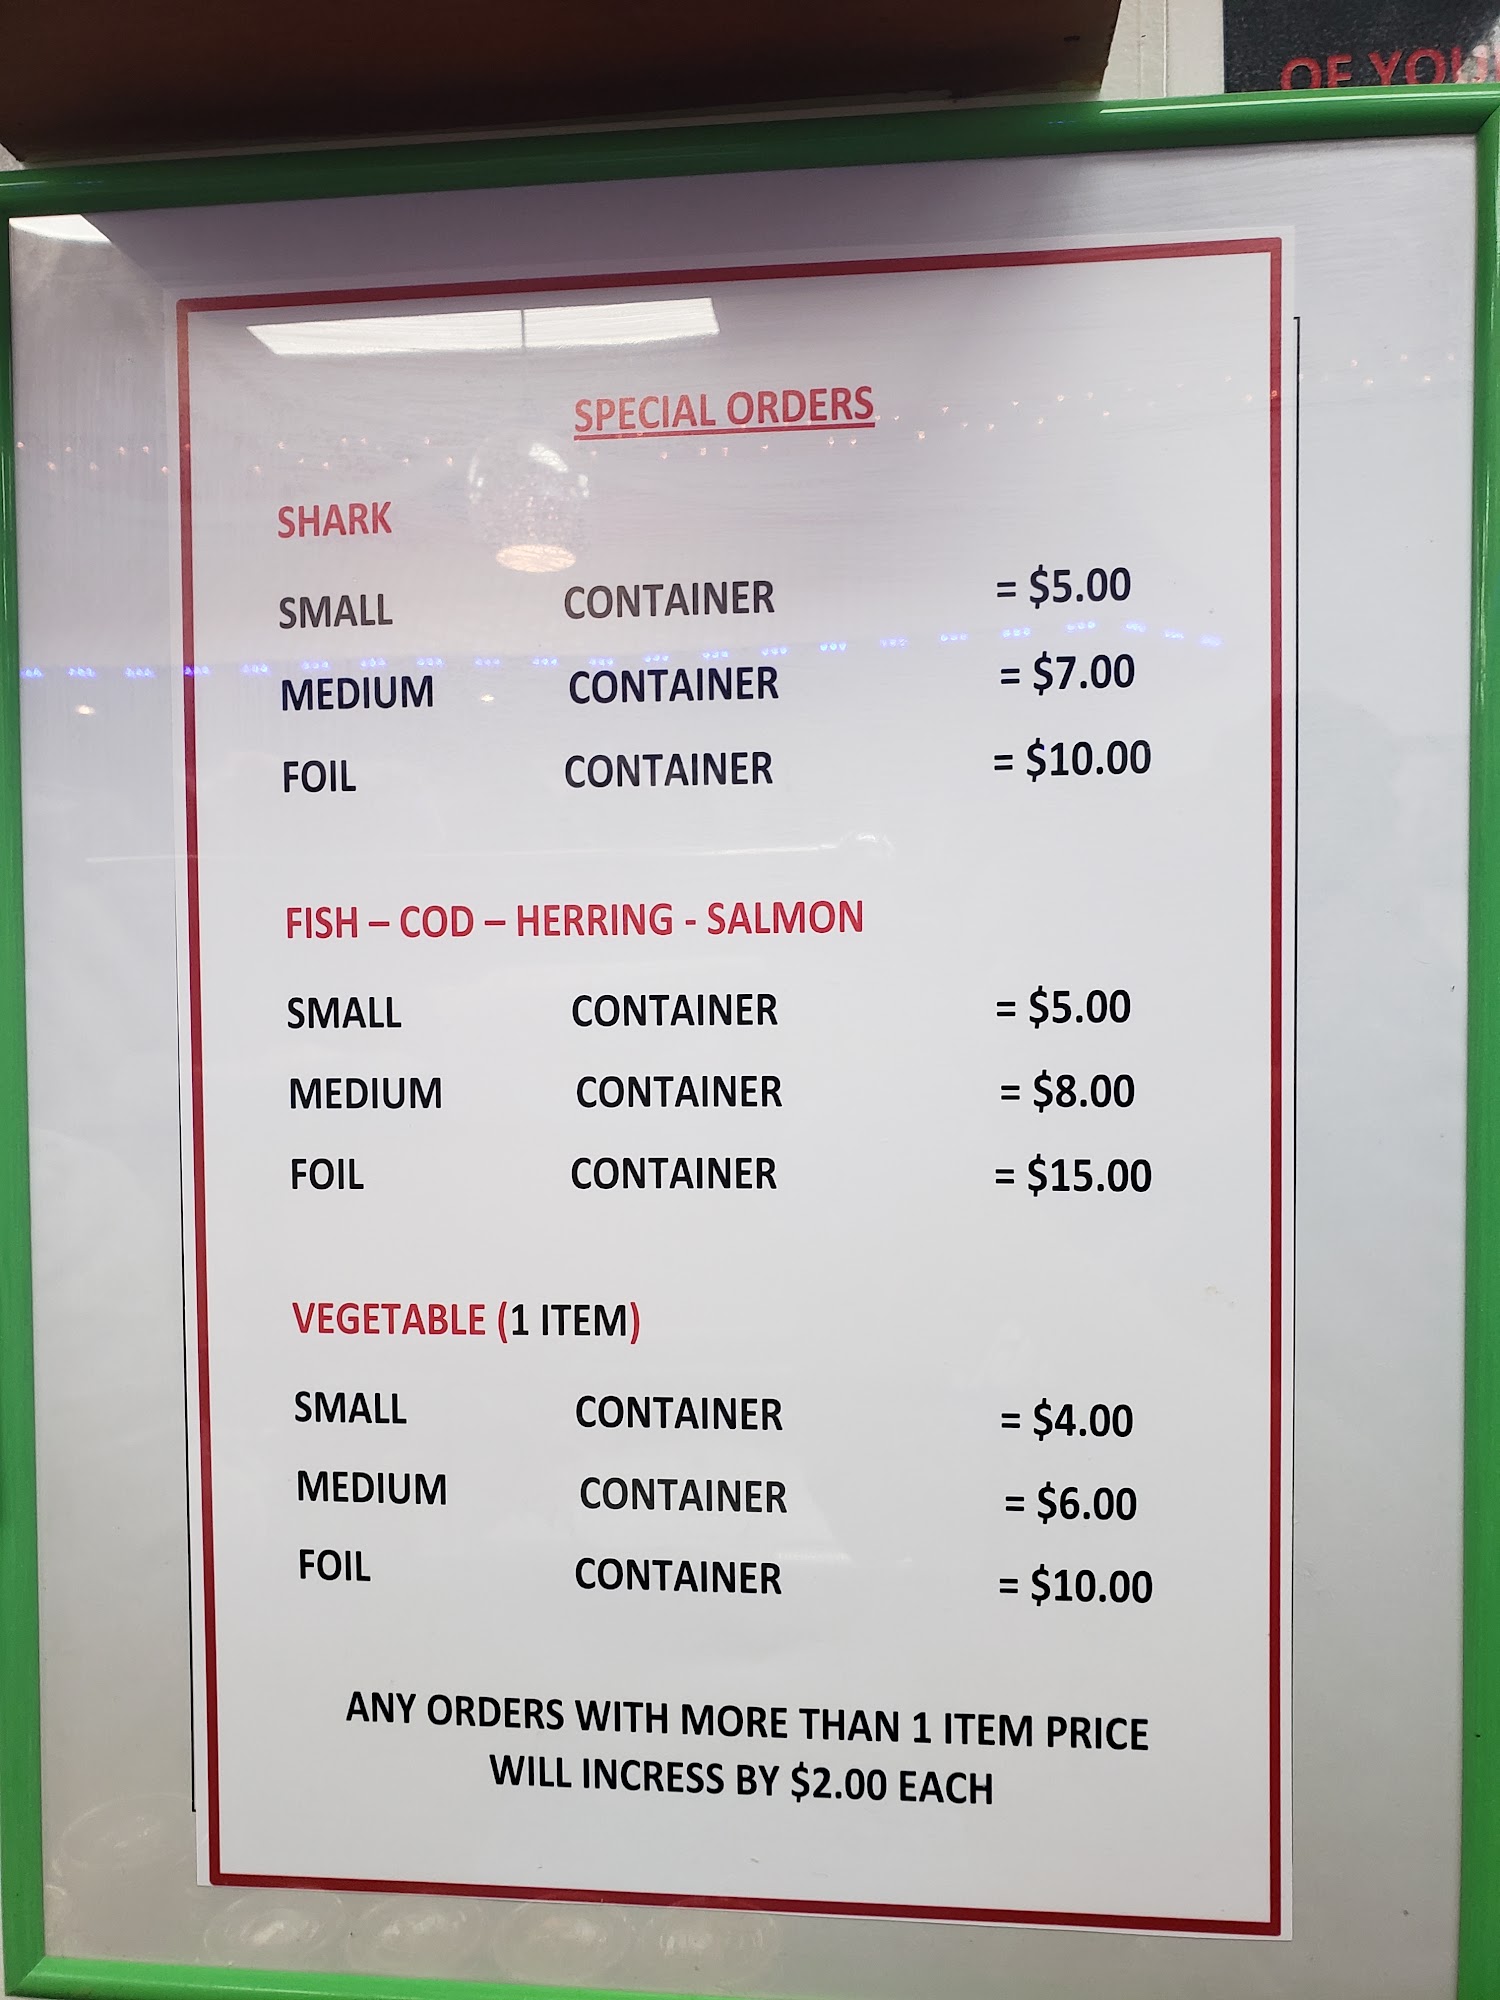 OF YOU
SPECIAL ORDERS
SHARK
SMALL CONTAINER = $5.00
MEDIUM CONTAINER = $7.00
FOIL CONTAINER = $10.00
FISH – COD – HERRING - SALMON
SMALL CONTAINER = $5.00
MEDIUM CONTAINER = $8.00
FOIL CONTAINER = $15.00
VEGETABLE (1 ITEM)
SMALL CONTAINER = $4.00
MEDIUM CONTAINER = $6.00
FOIL CONTAINER = $10.00
ANY ORDERS WITH MORE THAN 1 ITEM PRICE
WILL INCRESS BY $2.00 EACH